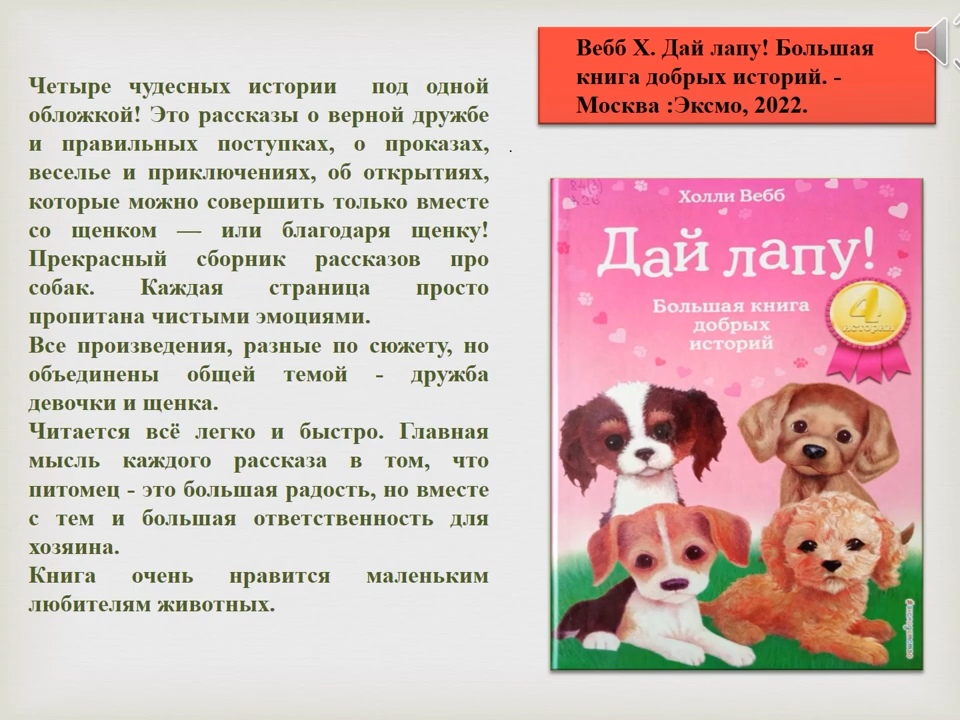 Четыре чудесных истории под одной
обложкой! Это рассказы о верной дружбе
и правильных поступках, о проказах,
веселье и приключениях, об открытиях,
которые можно совершить только вместе
со щенком — или благодаря щенку!
Прекрасный сборник рассказов про
собак. Каждая страница просто
пропитана чистыми эмоциями.
Все произведения, разные по сюжету, но
объединены общей темой - дружба
девочки и щенка.
Читается всё легко и быстро. Главная
мысль каждого рассказа в том, что
питомец - это большая радость, но вместе
с тем и большая ответственность для
хозяина.
Книга очень нравится маленьким
любителям животных.
Вебб Х. Дай лапу! Большая
книга добрых историй. -
Москва :Эксмо, 2022.
.
Холли Вебб
Дай лапу!
Большая книга
добрых
историй
4
истории